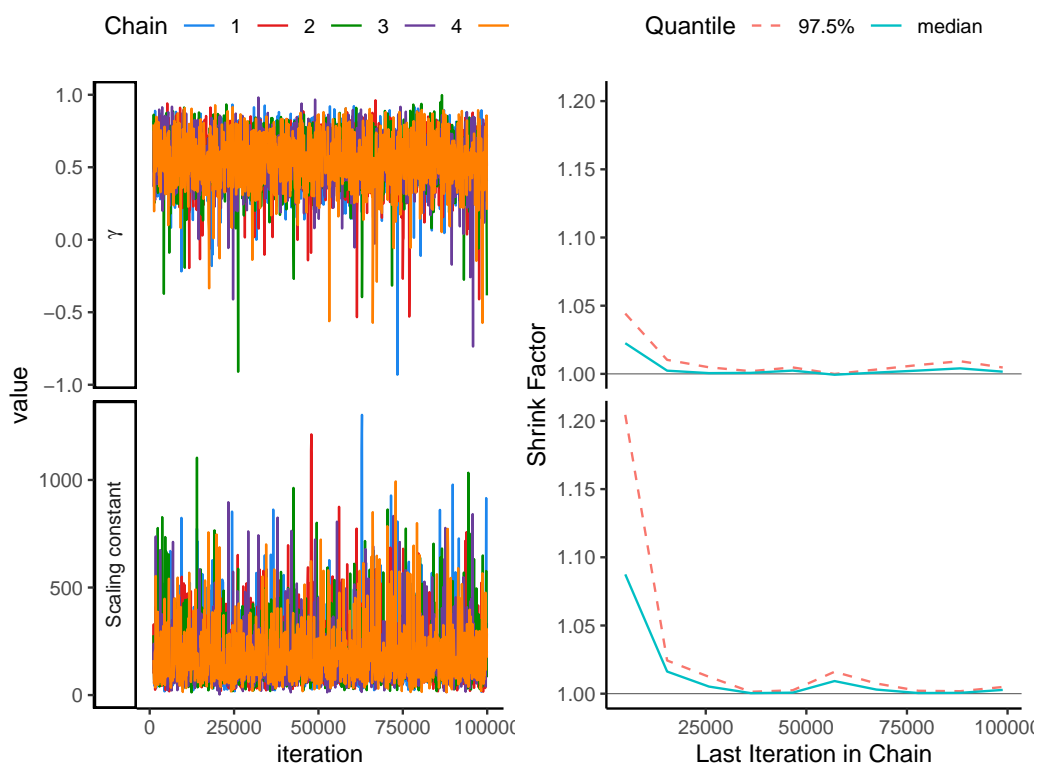 Chain 1 2 3 4
Quantile 97.5% median
value
γ
1.0
0.5
0.0
−0.5
−1.0
Scaling constant
1000
500
0
0 25000 50000 75000 100000
iteration
Shrink Factor
1.20
1.15
1.10
1.05
1.00
1.20
1.15
1.10
1.05
1.00
25000 50000 75000 10000
Last Iteration in Chain